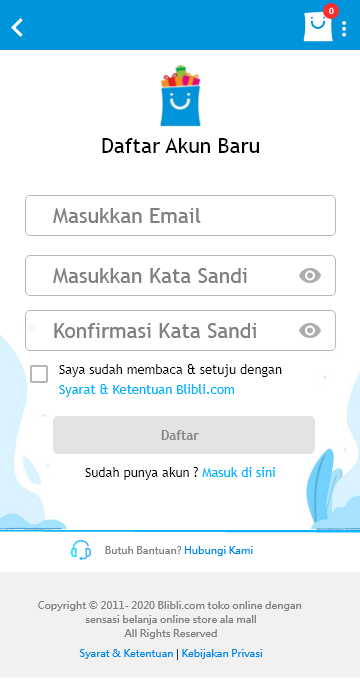 0
Daftar Akun Baru
Masukkan Email
Masukkan Kata Sandi
Konfirmasi Kata Sandi
Saya sudah membaca & setuju dengan
Syarat & Ketentuan Blibli.com
Daftar
Sudah punya akun ? Masuk di sini
Butuh Bantuan? Hubungi Kami
Copyright © 2011- 2020 Blibli.com toko online dengan
sensasi belanja online store ala mall
All Rights Reserved
Syarat & Ketentuan | Kebijakan Privasi